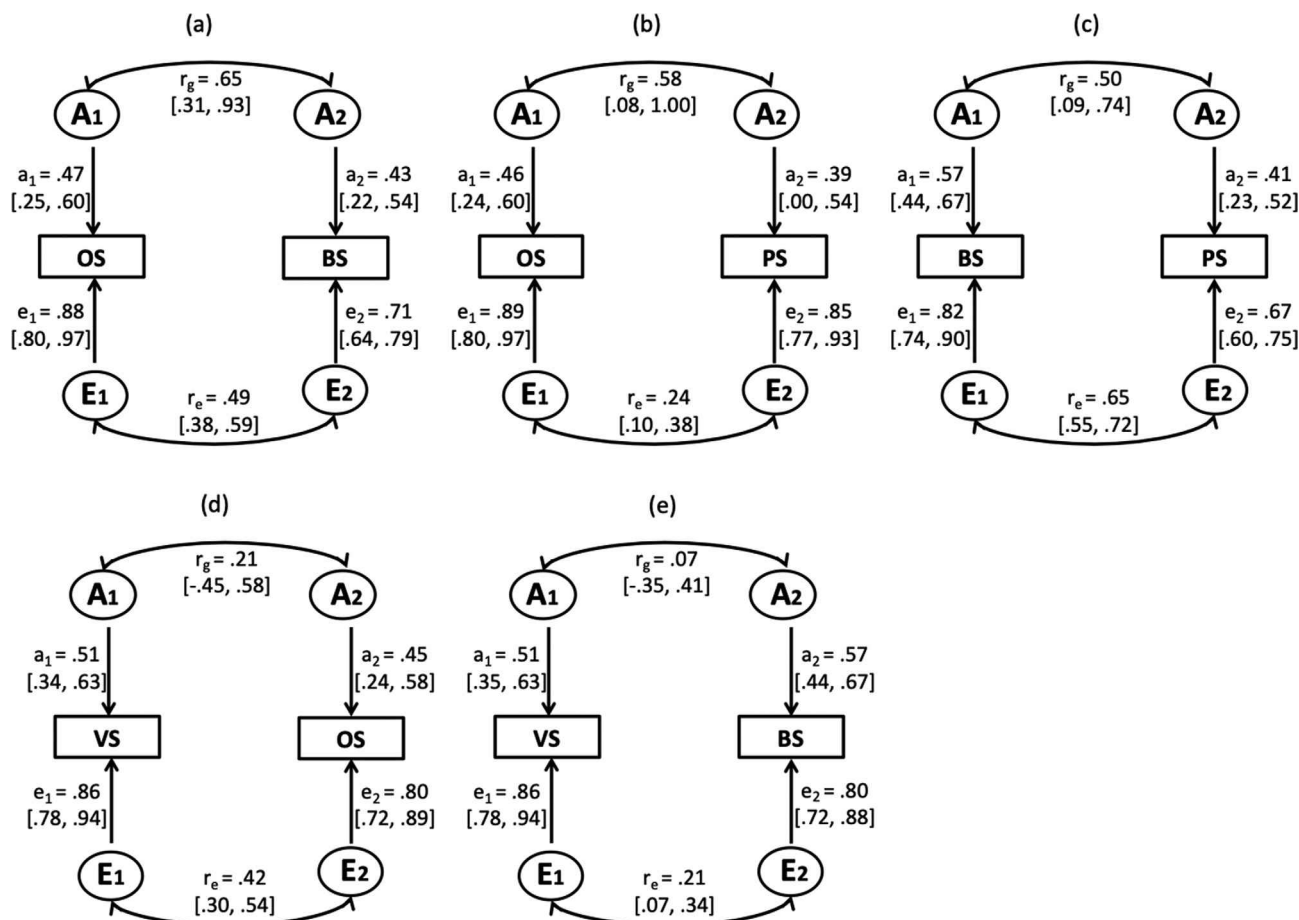 (a)
r_g = .65
[.31, .93]
A1
A2
a_1 = .47
[.25, .60]
a_2 = .43
[.22, .54]
OS
BS
e_1 = .88
[.80, .97]
e_2 = .71
[.64, .79]
E1
E2
r_e = .49
[.38, .59]
(b)
r_g = .58
[.08, 1.00]
A1
A2
a_1 = .46
[.24, .60]
a_2 = .39
[.00, .54]
OS
PS
e_1 = .89
[.80, .97]
e_2 = .85
[.77, .93]
E1
E2
r_e = .24
[.10, .38]
(c)
r_g = .50
[.09, .74]
A1
A2
a_1 = .57
[.44, .67]
a_2 = .41
[.23, .52]
BS
PS
e_1 = .82
[.74, .90]
e_2 = .67
[.60, .75]
E1
E2
r_e = .65
[.55, .72]
(d)
r_g = .21
[-.45, .58]
A1
A2
a_1 = .51
[.34, .63]
a_2 = .45
[.24, .58]
VS
OS
e_1 = .86
[.78, .94]
e_2 = .80
[.72, .89]
E1
E2
r_e = .42
[.30, .54]
(e)
r_g = .07
[-.35, .41]
A1
A2
a_1 = .51
[.35, .63]
a_2 = .57
[.44, .67]
VS
BS
e_1 = .86
[.78, .94]
e_2 = .80
[.72, .88]
E1
E2
r_e = .21
[.07, .34]